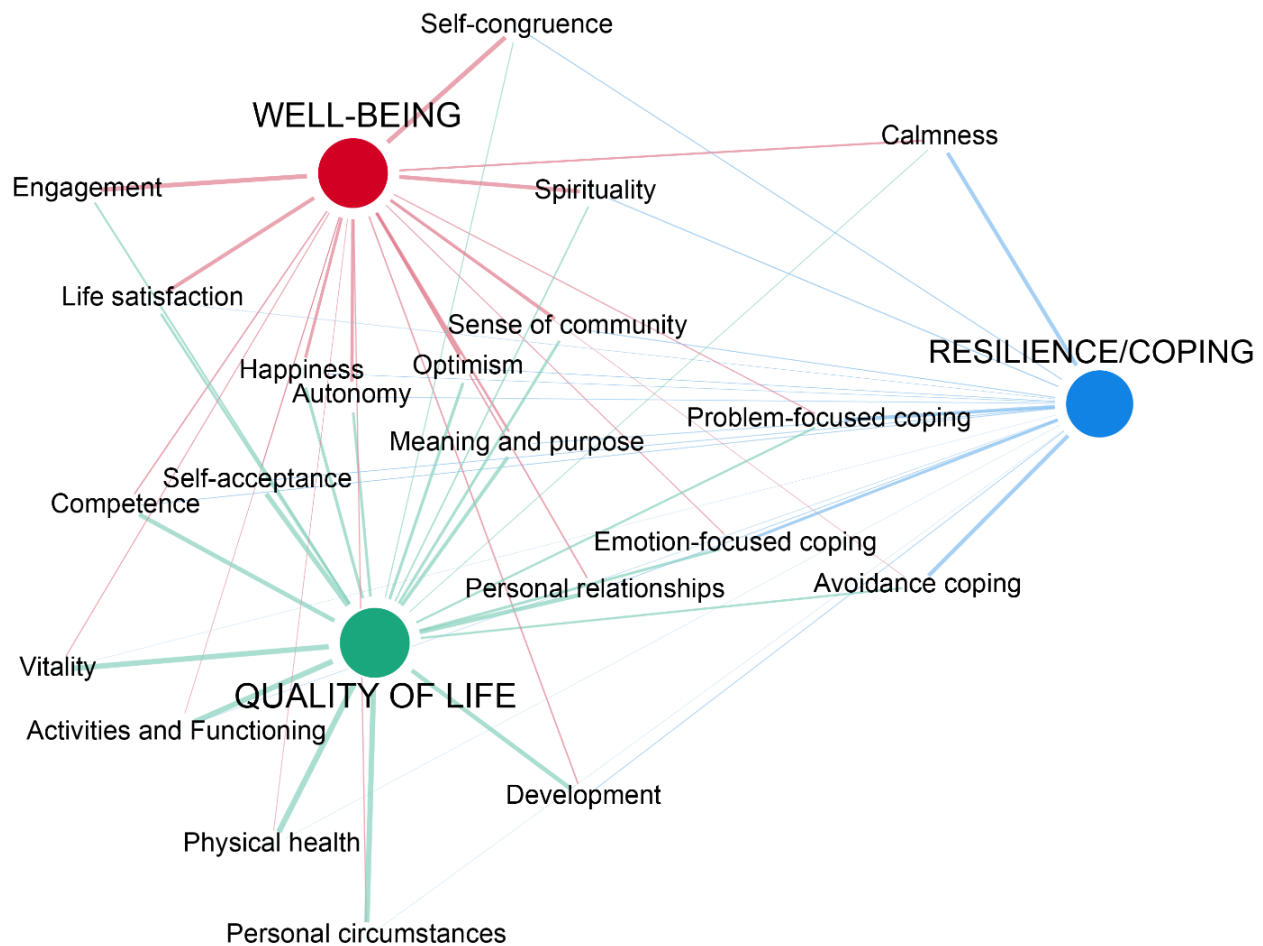 Self-congruence
WELL-BEING
Calmness
Engagement
Spirituality
Life satisfaction
Sense of community
RESILIENCE/COPING
Happiness
Optimism
Autonomy
Problem-focused coping
Meaning and purpose
Self-acceptance
Competence
Emotion-focused coping
Personal relationships
Avoidance coping
Vitality
QUALITY OF LIFE
Activities and Functioning
Development
Physical health
Personal circumstances